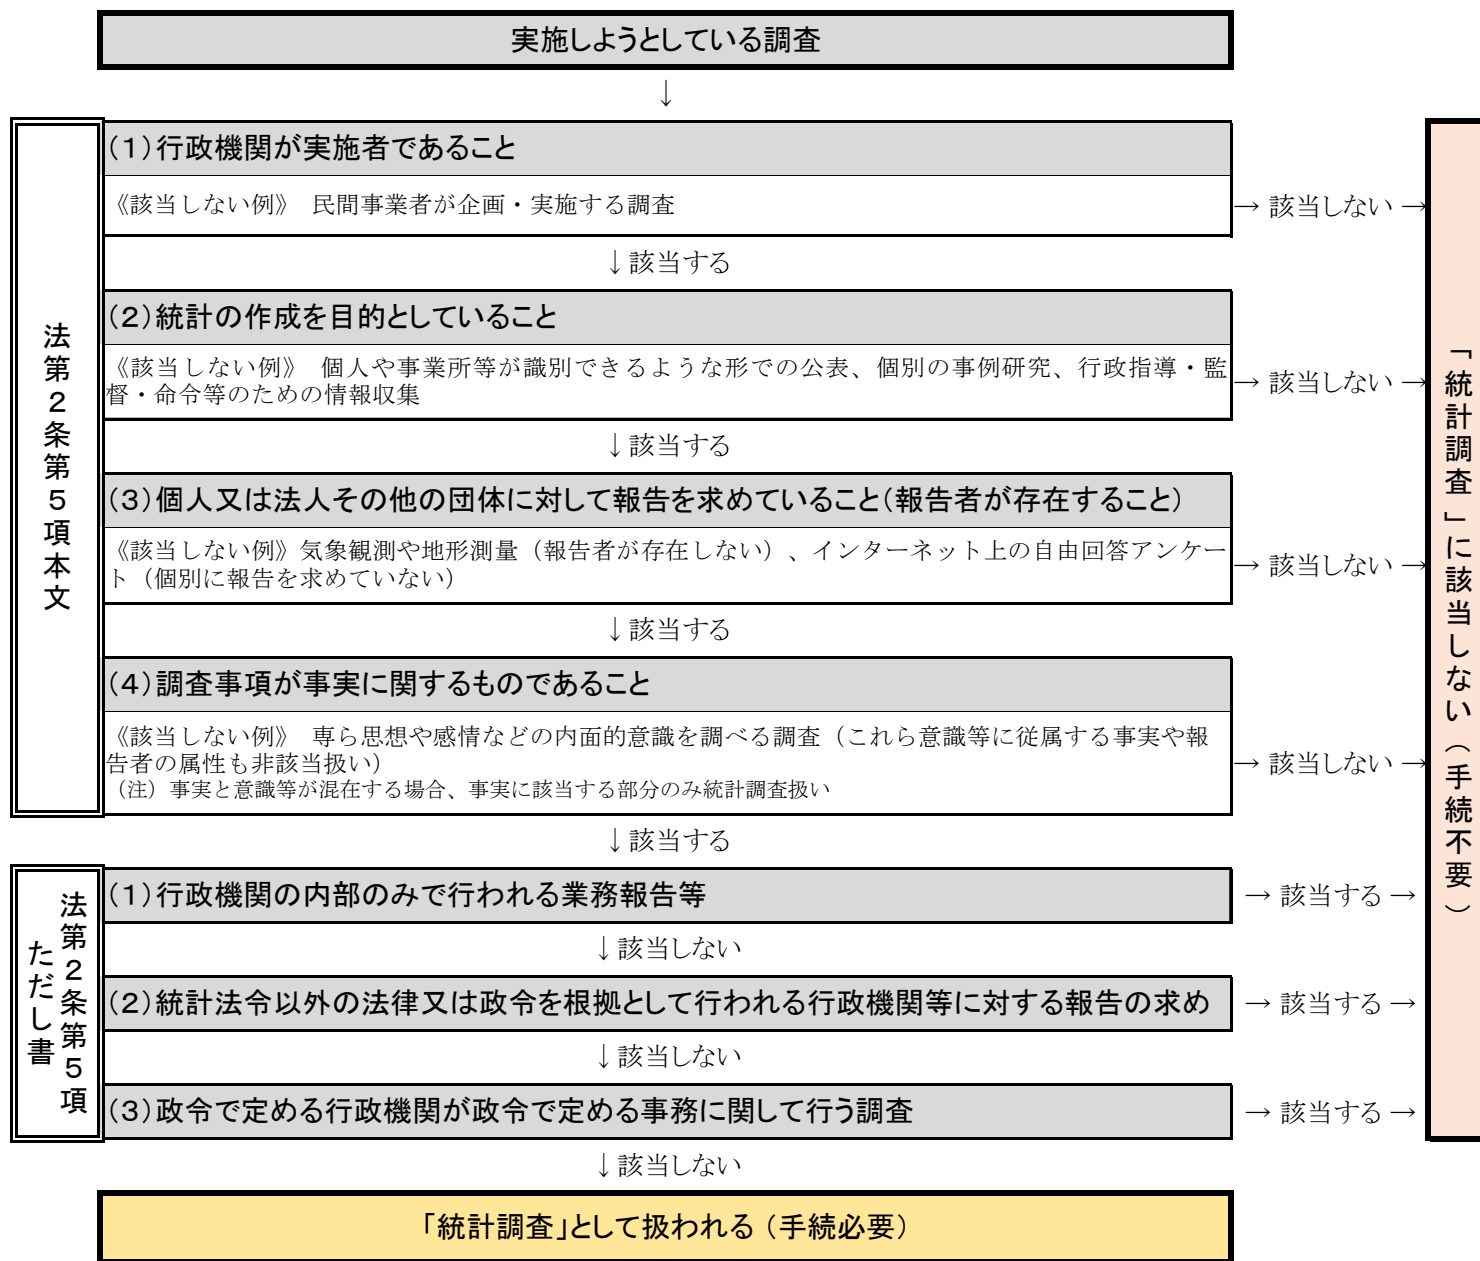 実施しようとしている調査
↓
法第2条第5項本文
(1)行政機関が実施者であること
《該当しない例》 民間事業者が企画・実施する調査
→ 該当しない →
↓該当する
(2)統計の作成を目的としていること
《該当しない例》 個人や事業所等が識別できるような形での公表、個別の事例研究、行政指導・監
督・命令等のための情報収集
→ 該当しない →
↓該当する
(3)個人又は法人その他の団体に対して報告を求めていること(報告者が存在すること)
《該当しない例》気象観測や地形測量（報告者が存在しない）、インターネット上の自由回答アンケー
ト（個別に報告を求めていない）
→ 該当しない →
↓該当する
(4)調査事項が事実に関するものであること
《該当しない例》 専ら思想や感情などの内面的意識を調べる調査（これら意識等に従属する事実や報
告者の属性も非該当扱い）
（注）事実と意識等が混在する場合、事実に該当する部分のみ統計調査扱い
→ 該当しない →
↓該当する
法第2条第5項
ただし書
(1)行政機関の内部のみで行われる業務報告等
→ 該当する →
↓該当しない
(2)統計法令以外の法律又は政令を根拠として行われる行政機関等に対する報告の求め
→ 該当する →
↓該当しない
(3)政令で定める行政機関が政令で定める事務に関して行う調査
→ 該当する →
↓該当しない
「統計調査」として扱われる（手続必要）
「統計調査」に該当しない（手続不要）